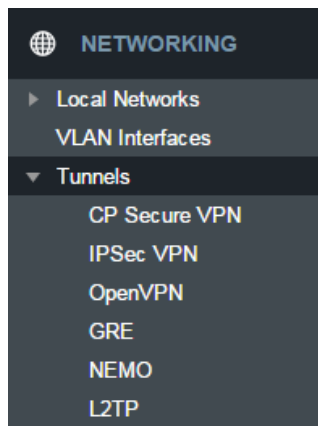 NETWORKING
Local Networks
VLAN Interfaces
Tunnels
CP Secure VPN
IPSec VPN
OpenVPN
GRE
NEMO
L2TP